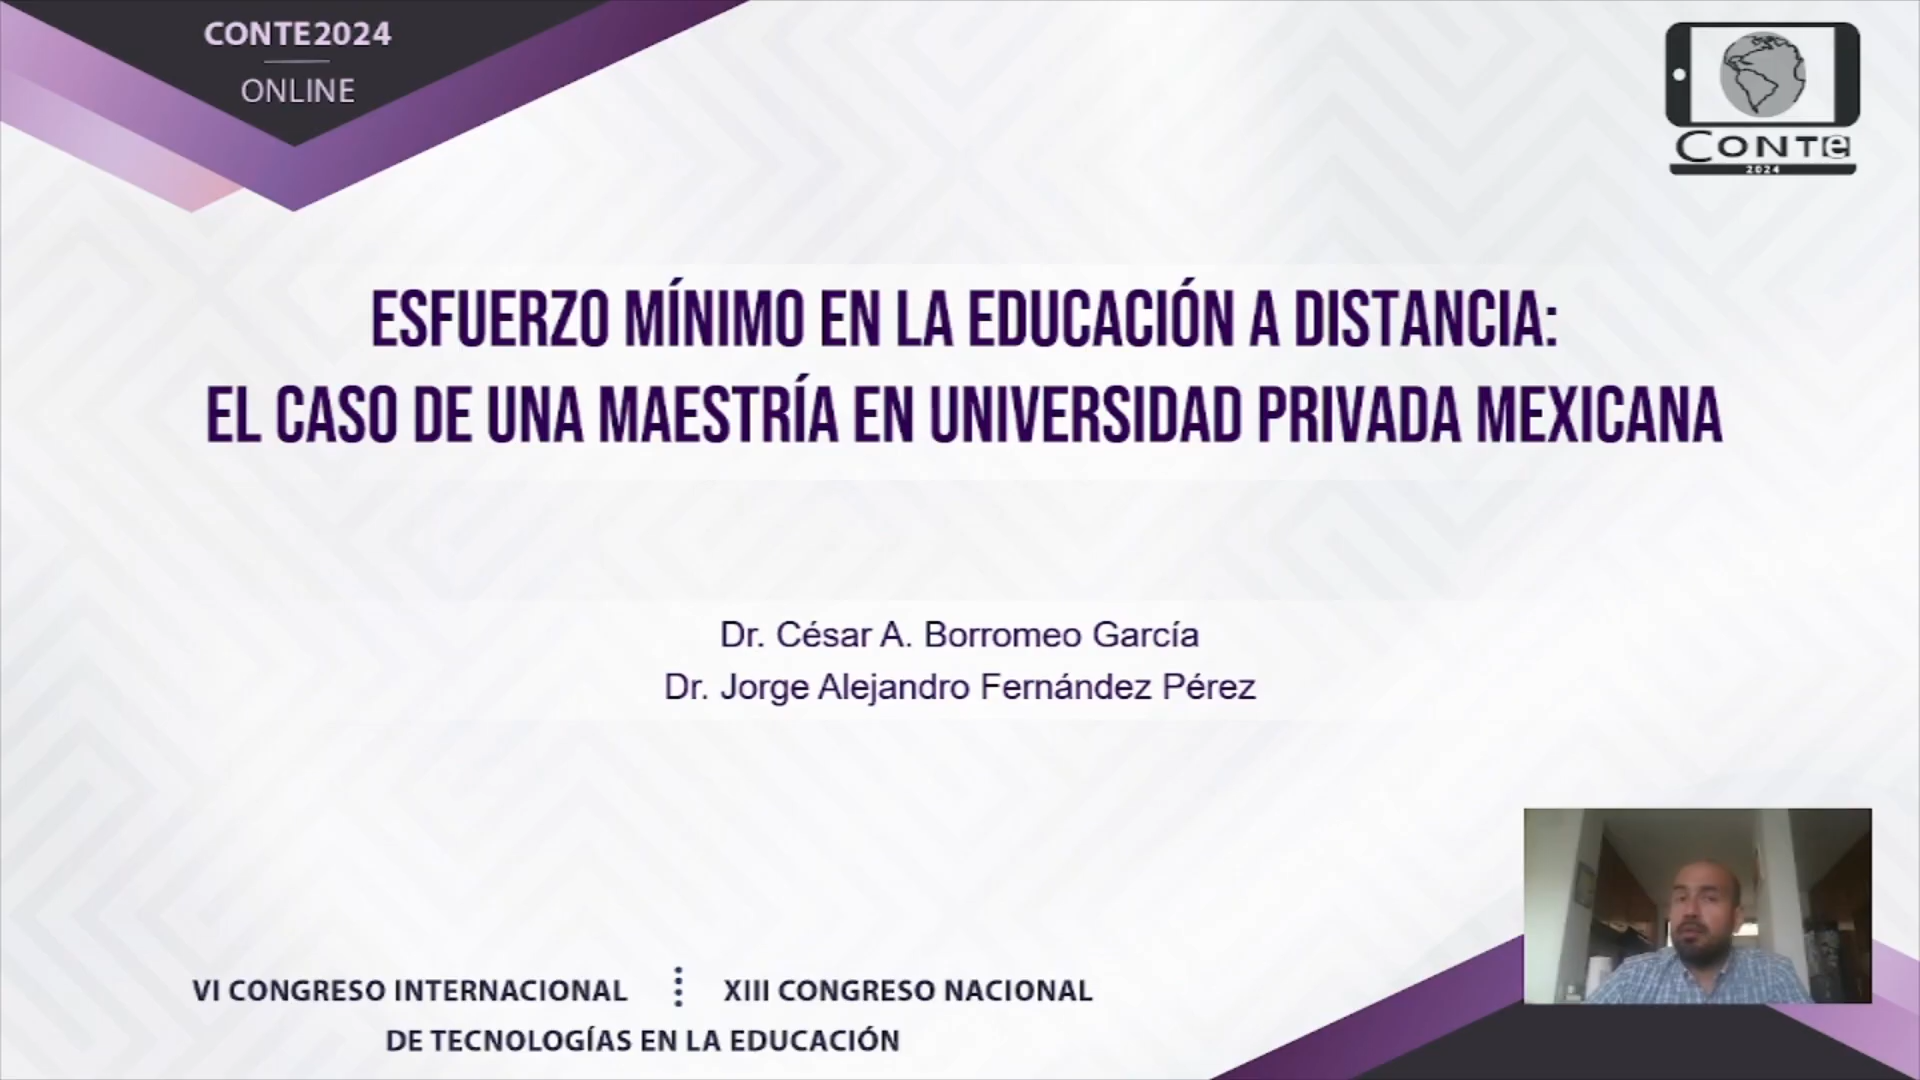 CONTE2024
ONLINE
CONTE
2024
ESFUERZO MÍNIMO EN LA EDUCACIÓN A DISTANCIA:
EL CASO DE UNA MAESTRÍA EN UNIVERSIDAD PRIVADA MEXICANA
Dr. César A. Borromeo García
Dr. Jorge Alejandro Fernández Pérez
VI CONGRESO INTERNACIONAL
XIII CONGRESO NACIONAL
DE TECNOLOGÍAS EN LA EDUCACIÓN